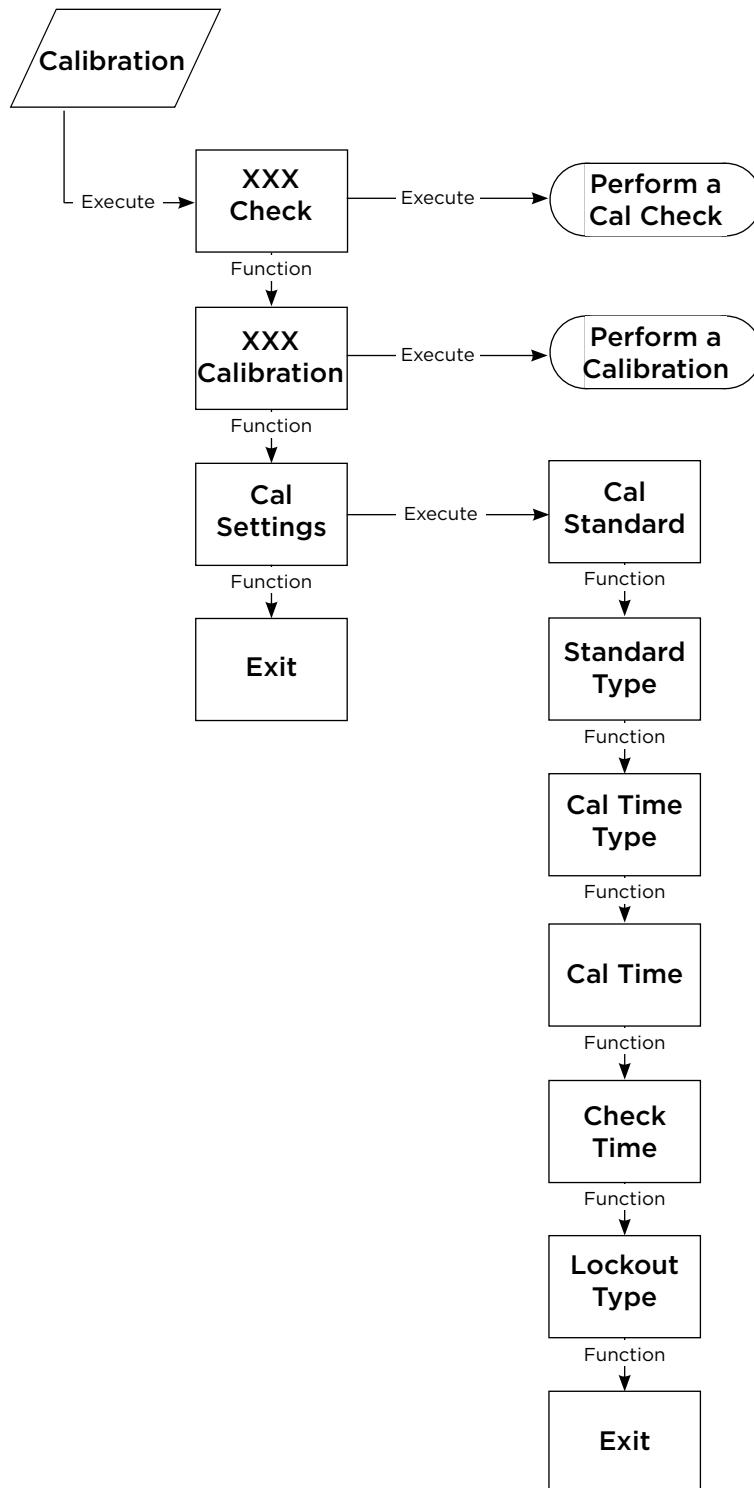 Calibration
Execute
XXX
Check
Execute
Perform a
Cal Check
Function
XXX
Calibration
Execute
Perform a
Calibration
Function
Cal
Settings
Execute
Cal
Standard
Function
Function
Exit
Standard
Type
Function
Cal Time
Type
Function
Cal Time
Function
Check
Time
Function
Lockout
Type
Function
Exit